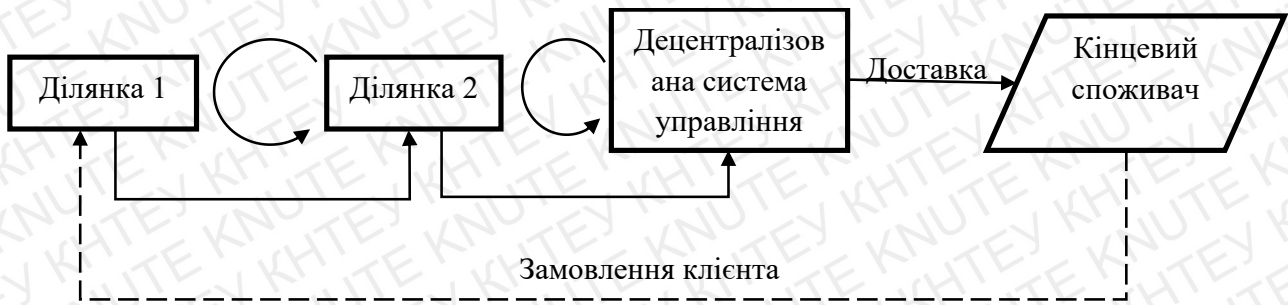 Ділянка 1
Ділянка 2
Децентралізов
ана система
управління
Доставка
Кінцевий
споживач
Замовлення клієнта